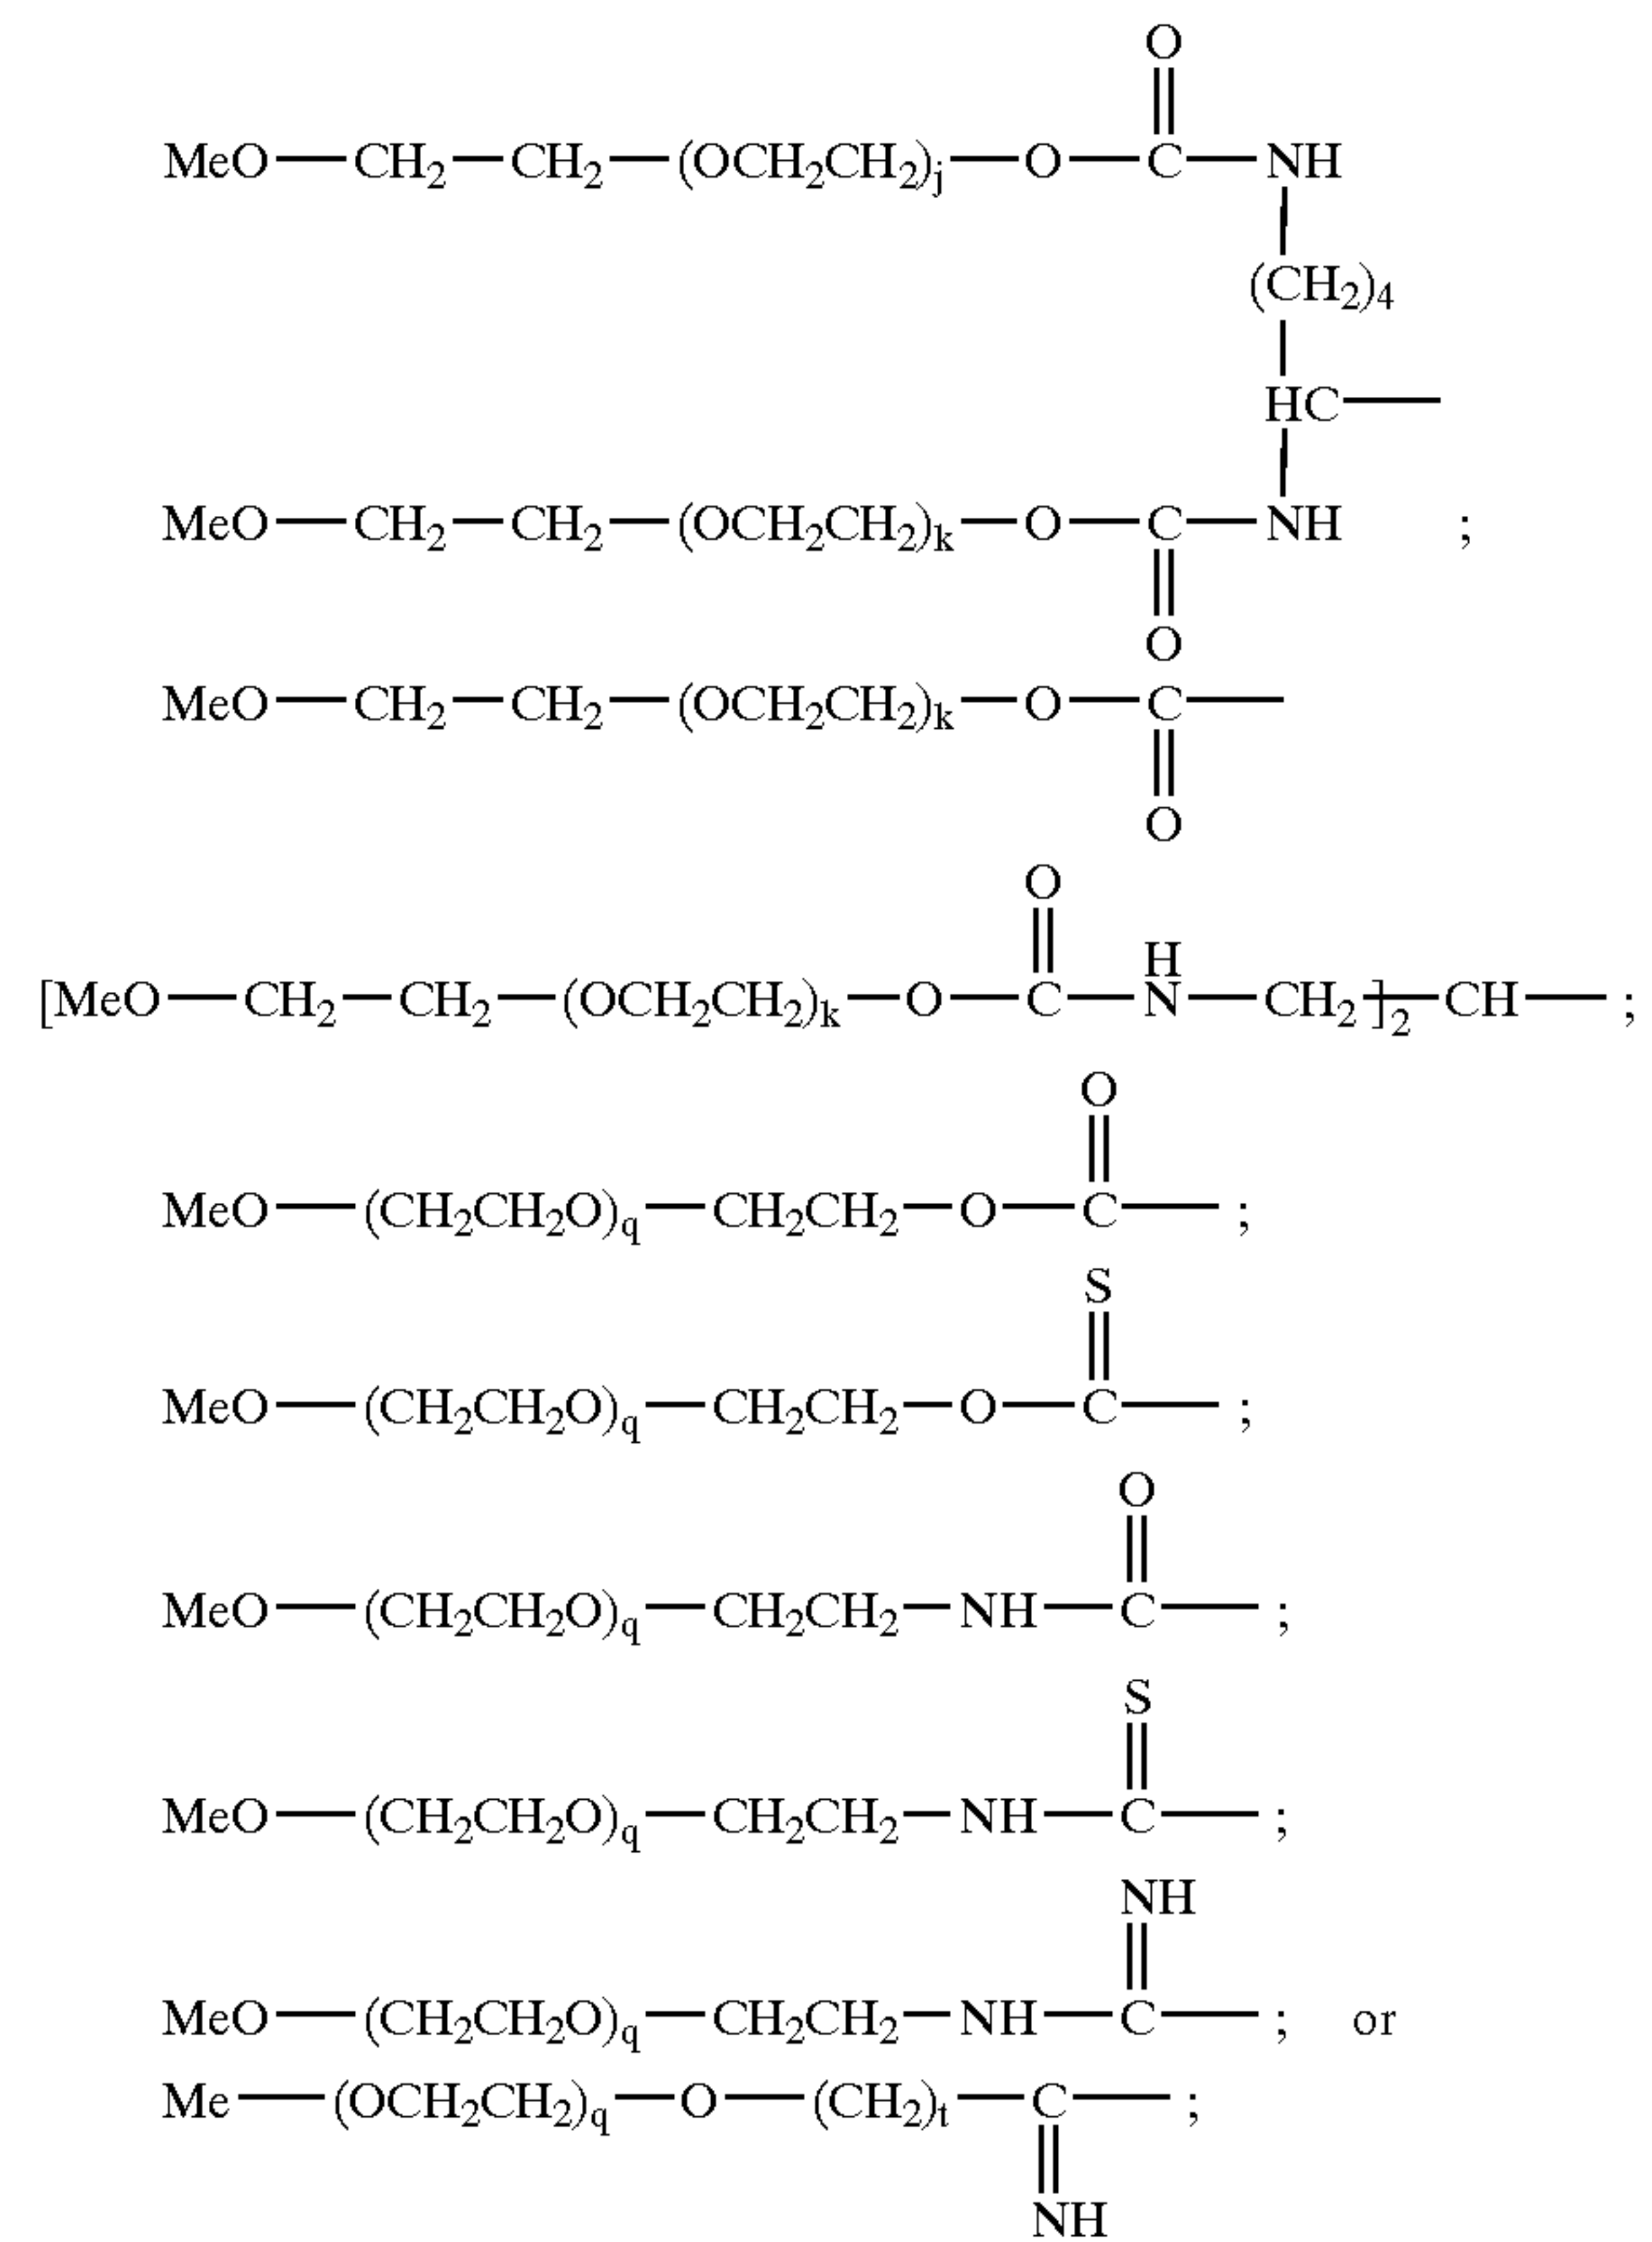 O
MeO—CH2—CH2—(OCH2CH2)j—O—C—NH
(CH2)4
HC—
MeO—CH2—CH2—(OCH2CH2)k—O—C—NH ;
O
MeO—CH2—CH2—(OCH2CH2)k—O—C—
O
O
H
[MeO—CH2—CH2—(OCH2CH2)k—O—C—N—CH2]2—CH—;
O
MeO—(CH2CH2O)q—CH2CH2—O—C—;
S
MeO—(CH2CH2O)q—CH2CH2—O—C—;
O
MeO—(CH2CH2O)q—CH2CH2—NH—C—;
S
MeO—(CH2CH2O)q—CH2CH2—NH—C—;
NH
MeO—(CH2CH2O)q—CH2CH2—NH—C—; or
Me—(OCH2CH2)q—O—(CH2)t—C—;
NH